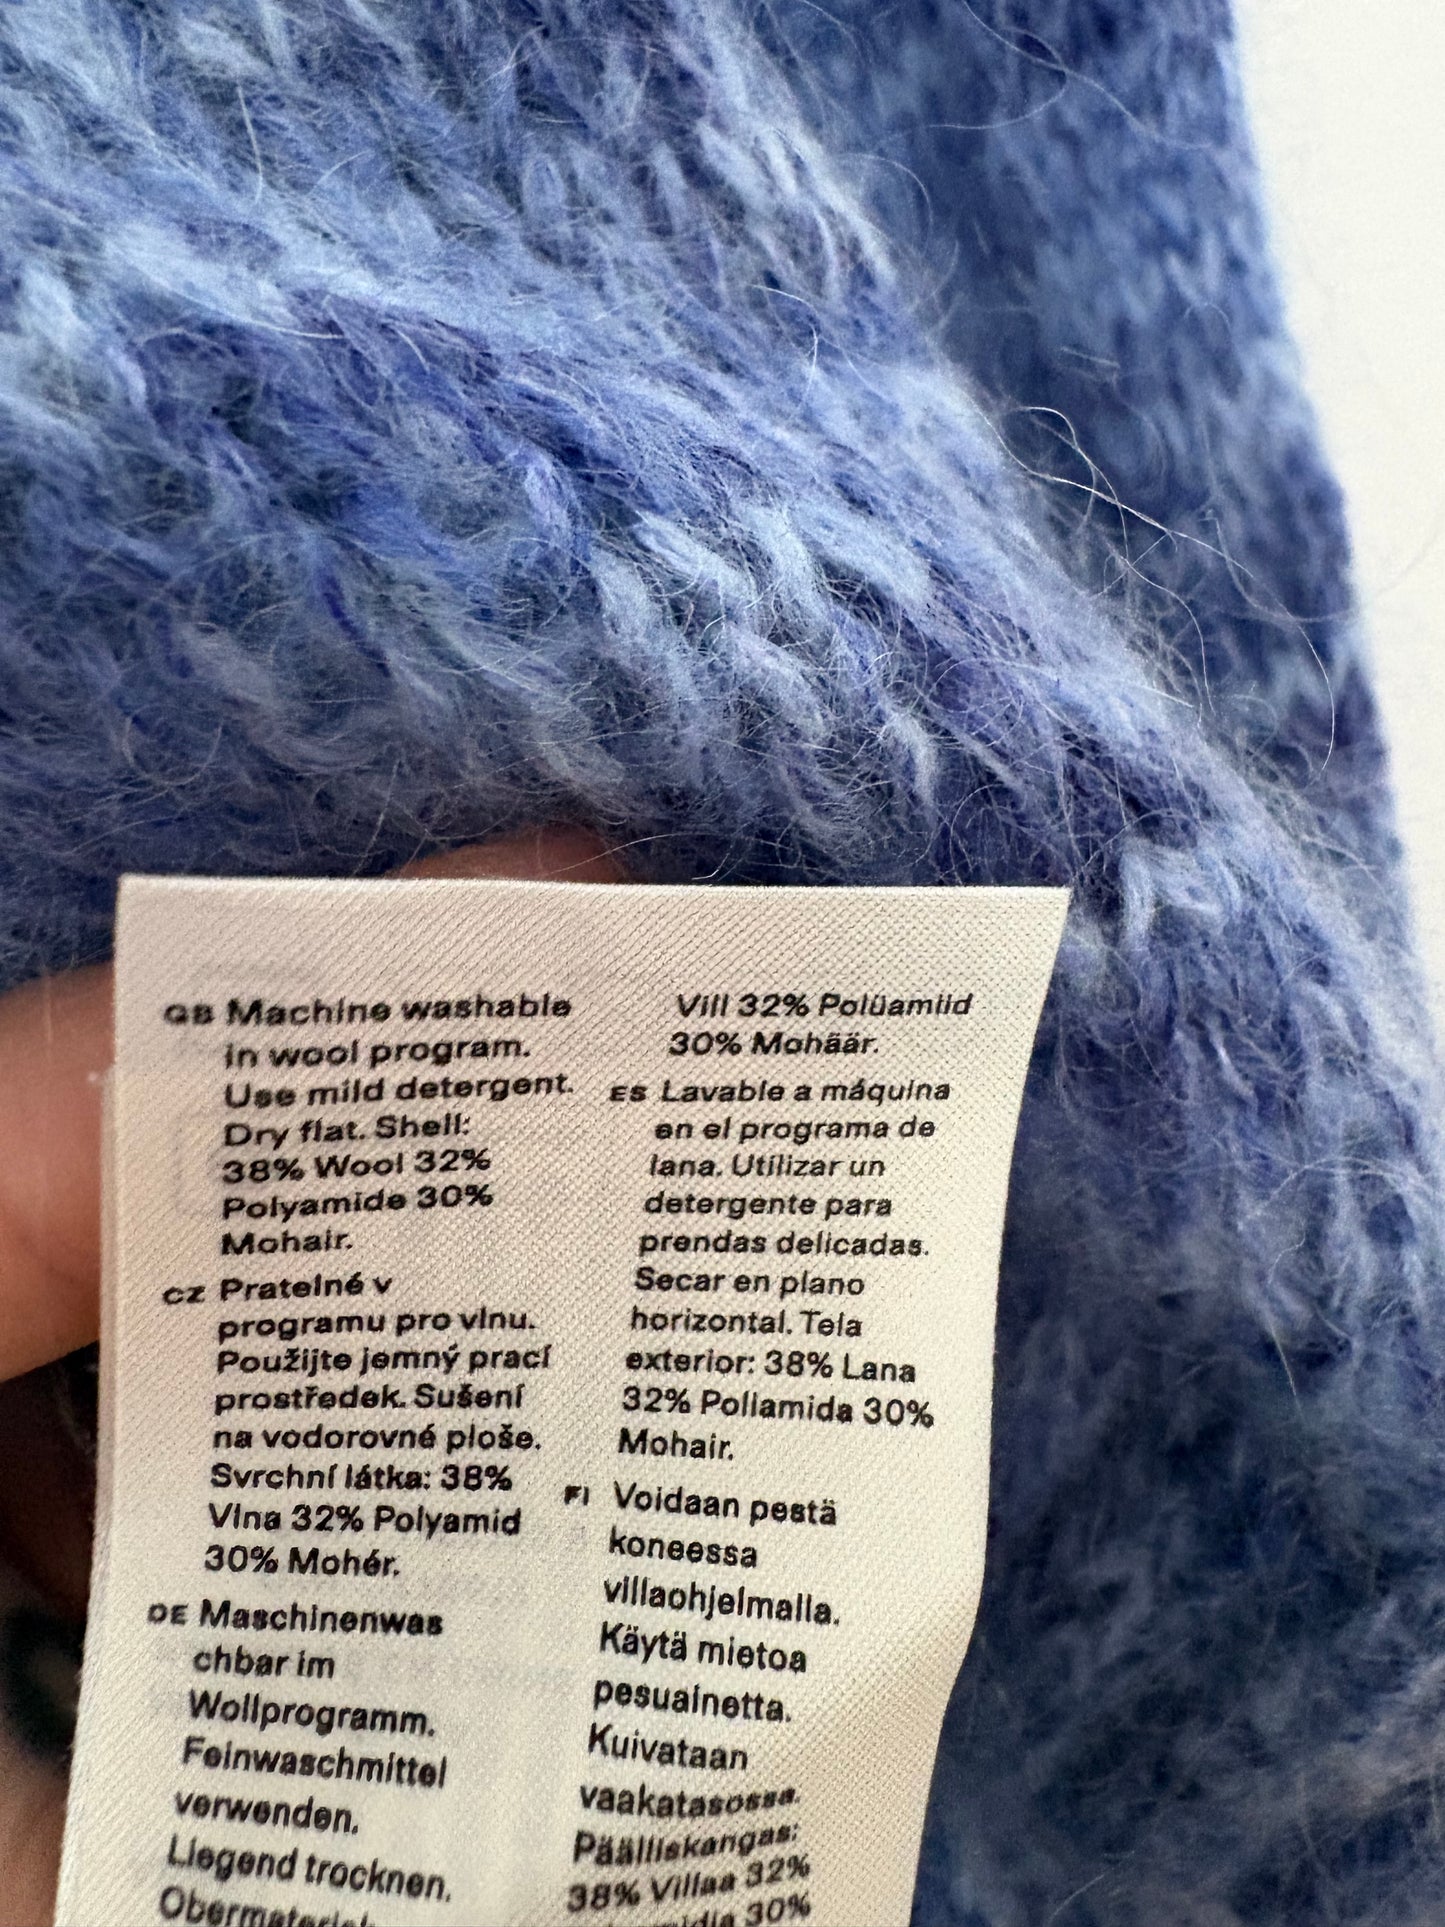 GB Machine washable
in wool program.
Use mild detergent.
Dry flat. Shell:
38% Wool 32%
Polyamide 30%
Mohair.
CZ Pratelné v
programu pro vlnu.
Použijte jemný prací
prostředek. Sušení
na vodorovné ploše.
Svrchní látka: 38%
Vlna 32% Polyamid
30% Mohér.
DE Maschinenwas
chbar im
Wollprogramm.
Feinwaschmittel
verwenden.
Liegend trocknen.
Vill 32% Polüamiid
30% Mohäär.
ES Lavable a máquina
en el programa de
lana. Utilizar un
detergente para
prendas delicadas.
Secar en plano
horizontal. Tela
exterior: 38% Lana
32% Poliamida 30%
Mohair.
FI Voidaan pestä
koneessa
villaohjelmalla.
Käytä mietoa
pesuainetta.
Kuivataan
vaakatasossa.
Päälliskangas:
38% Villaa 32%
30%